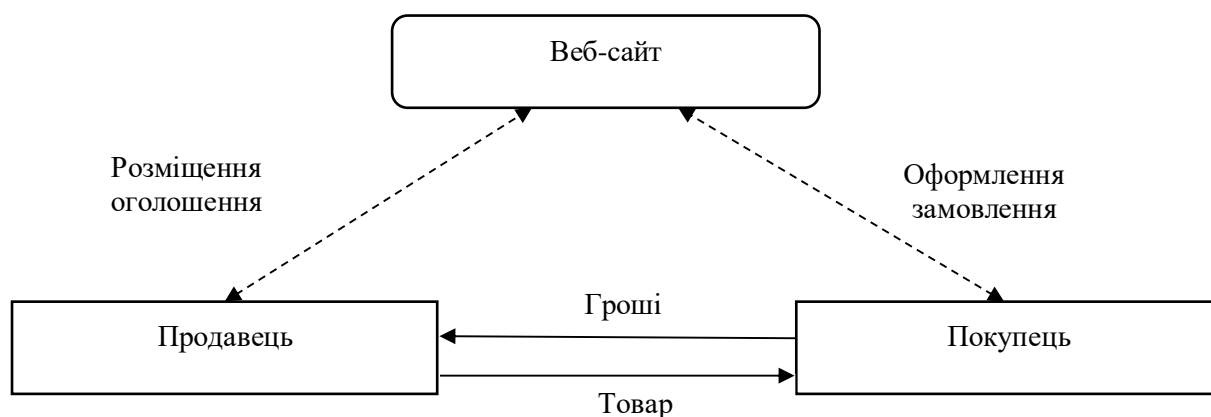 Веб-сайт
Розміщення
оголошення
Оформлення
замовлення
Гроші
Продавець
Покупець
Товар